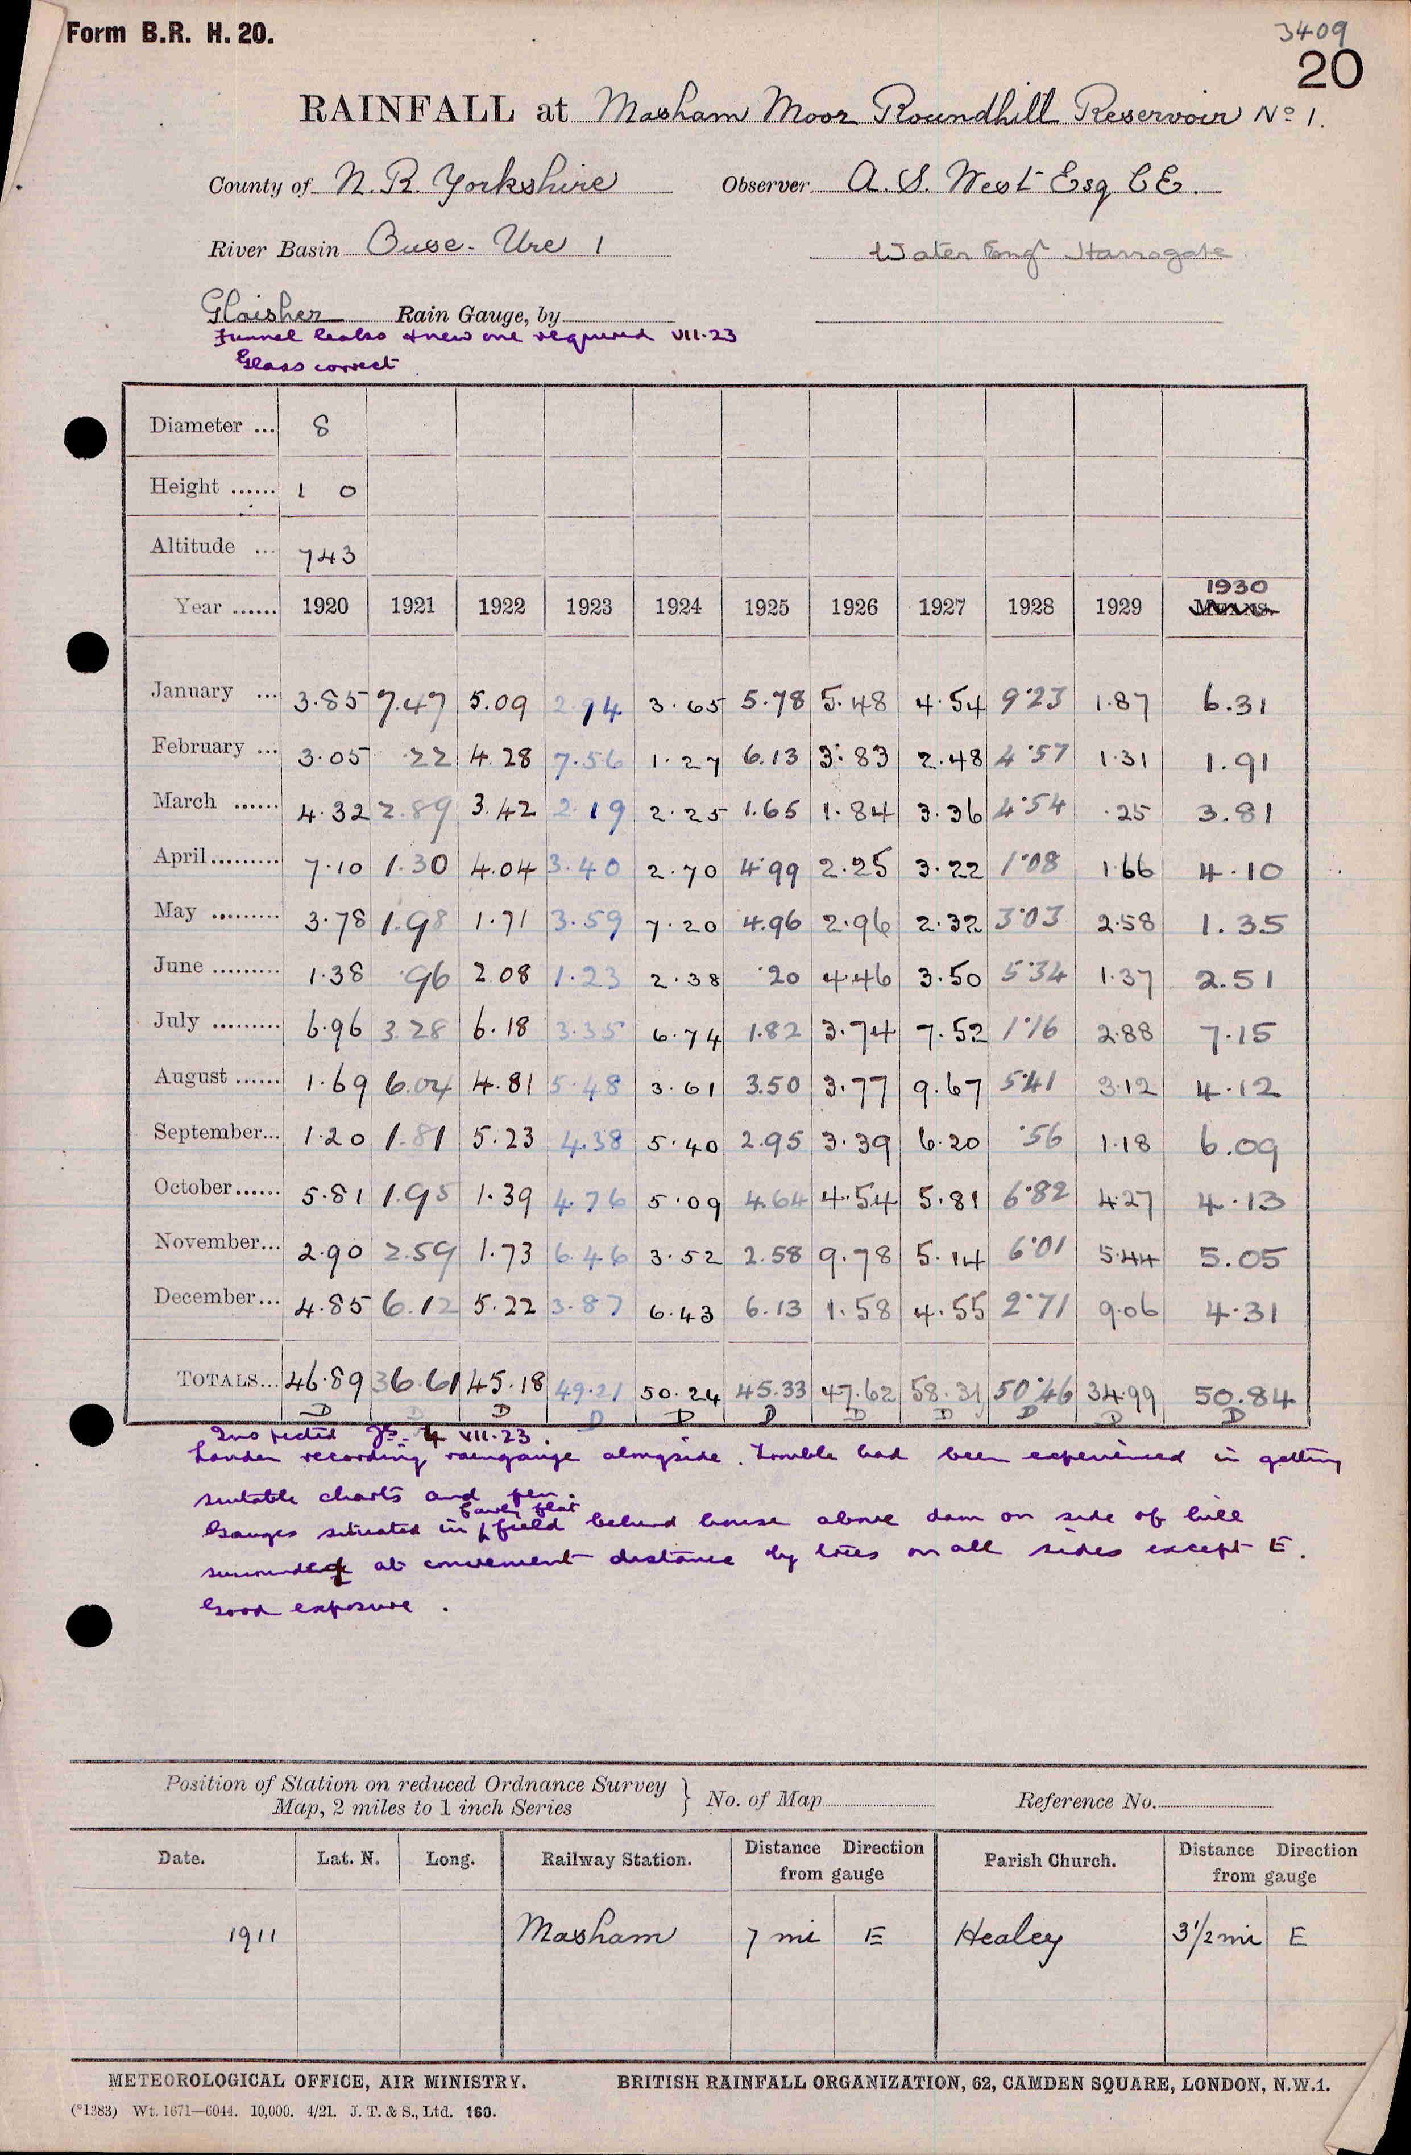 Form B.R. H. 20.
3409
20
RAINFALL at Masham Moor Roundhill Reservoir No 1.
County of N. R. Yorkshire Observer A. S. West Esq C E.
River Basin Ouse - Ure 1 Water Engr Harrogate
Glaisher Rain Gauge, by
Funnel leaks & new one required VII.23
Glass correct
Diameter ... 8
Height ...... 1 0
Altitude ... 743
Year ...... 1920 1921 1922 1923 1924 1925 1926 1927 1928 1929 1930
January ... 3.85 7.47 5.09 2.94 3.65 5.78 5.48 4.54 9.23 1.87 6.31
February ... 3.05 .22 4.28 7.56 1.27 6.13 3.83 2.48 4.57 1.31 1.91
March ...... 4.32 2.89 3.42 2.19 2.25 1.65 1.84 3.36 4.54 .25 3.81
April......... 7.10 1.30 4.04 3.40 2.70 4.99 2.25 3.22 1.08 1.66 4.10
May ......... 3.78 1.98 1.71 3.59 7.20 4.96 2.96 2.32 3.03 2.58 1.35
June ......... 1.38 .96 2.08 1.23 2.38 .20 4.46 3.50 5.34 1.37 2.51
July ......... 6.96 3.28 6.18 3.35 6.74 1.82 3.74 7.52 1.16 2.88 7.15
August ...... 1.69 6.04 4.81 5.48 3.61 3.50 3.77 9.67 5.41 3.12 4.12
September... 1.20 1.81 5.23 4.38 5.40 2.95 3.39 6.20 .56 1.18 6.09
October...... 5.81 1.95 1.39 4.76 5.09 4.64 4.54 5.81 6.82 4.27 4.13
November... 2.90 2.59 1.73 6.46 3.52 2.58 9.78 5.14 6.01 5.44 5.05
December... 4.85 6.12 5.22 3.87 6.43 6.13 1.58 4.55 2.71 9.06 4.31
TOTALS... 46.89 36.61 45.18 49.21 50.24 45.33 47.62 58.31 50.46 34.99 50.84
D D D D D D D D D D D
Inspected 4 VII.23.
Lander recording raingauge alongside. Trouble had been experienced in getting
suitable charts and pen.
Gauges situated in fairly flat field behind house above dam on side of hill
surrounded at convenient distance by trees on all sides except E.
Good exposure.
Position of Station on reduced Ordnance Survey
Map, 2 miles to 1 inch Series } No. of Map Reference No.
Date. Lat. N. Long. Railway Station. Distance Direction from gauge Parish Church. Distance Direction from gauge
1911 Masham 7 mi E Healey 3 1/2 mi E
METEOROLOGICAL OFFICE, AIR MINISTRY. BRITISH RAINFALL ORGANIZATION, 62, CAMDEN SQUARE, LONDON, N.W.1.
(*1383) Wt. 1671—6044. 10,000. 4/21. J. T. & S., Ltd. 160.